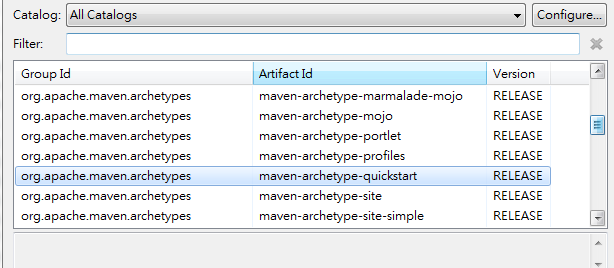 Catalog: All Catalogs Configure...
Filter:
Group Id Artifact Id Version
org.apache.maven.archetypes maven-archetype-marmalade-mojo RELEASE
org.apache.maven.archetypes maven-archetype-mojo RELEASE
org.apache.maven.archetypes maven-archetype-portlet RELEASE
org.apache.maven.archetypes maven-archetype-profiles RELEASE
org.apache.maven.archetypes maven-archetype-quickstart RELEASE
org.apache.maven.archetypes maven-archetype-site RELEASE
org.apache.maven.archetypes maven-archetype-site-simple RELEASE